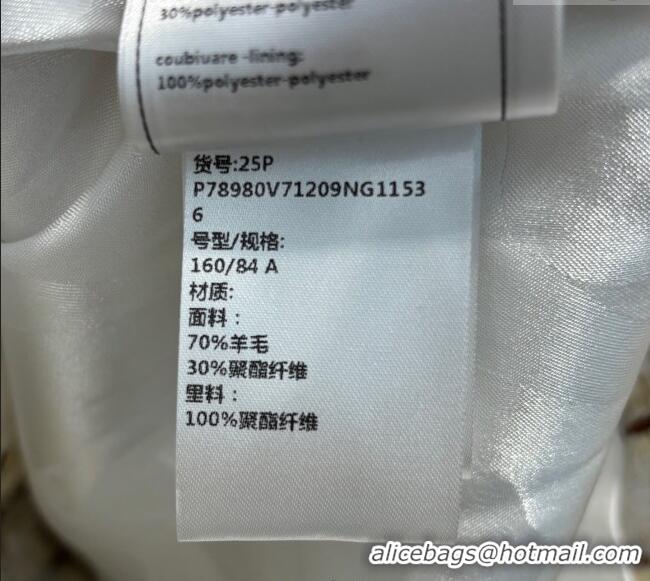 30%polyester-polyester
coubivare -lining:
100%polyester-polyester
货号:25P
P78980V71209NG1153
6
号型/规格:
160/84 A
材质:
面料：
70%羊毛
30%聚酯纤维
里料：
100%聚酯纤维
alicebags@hotmail.com